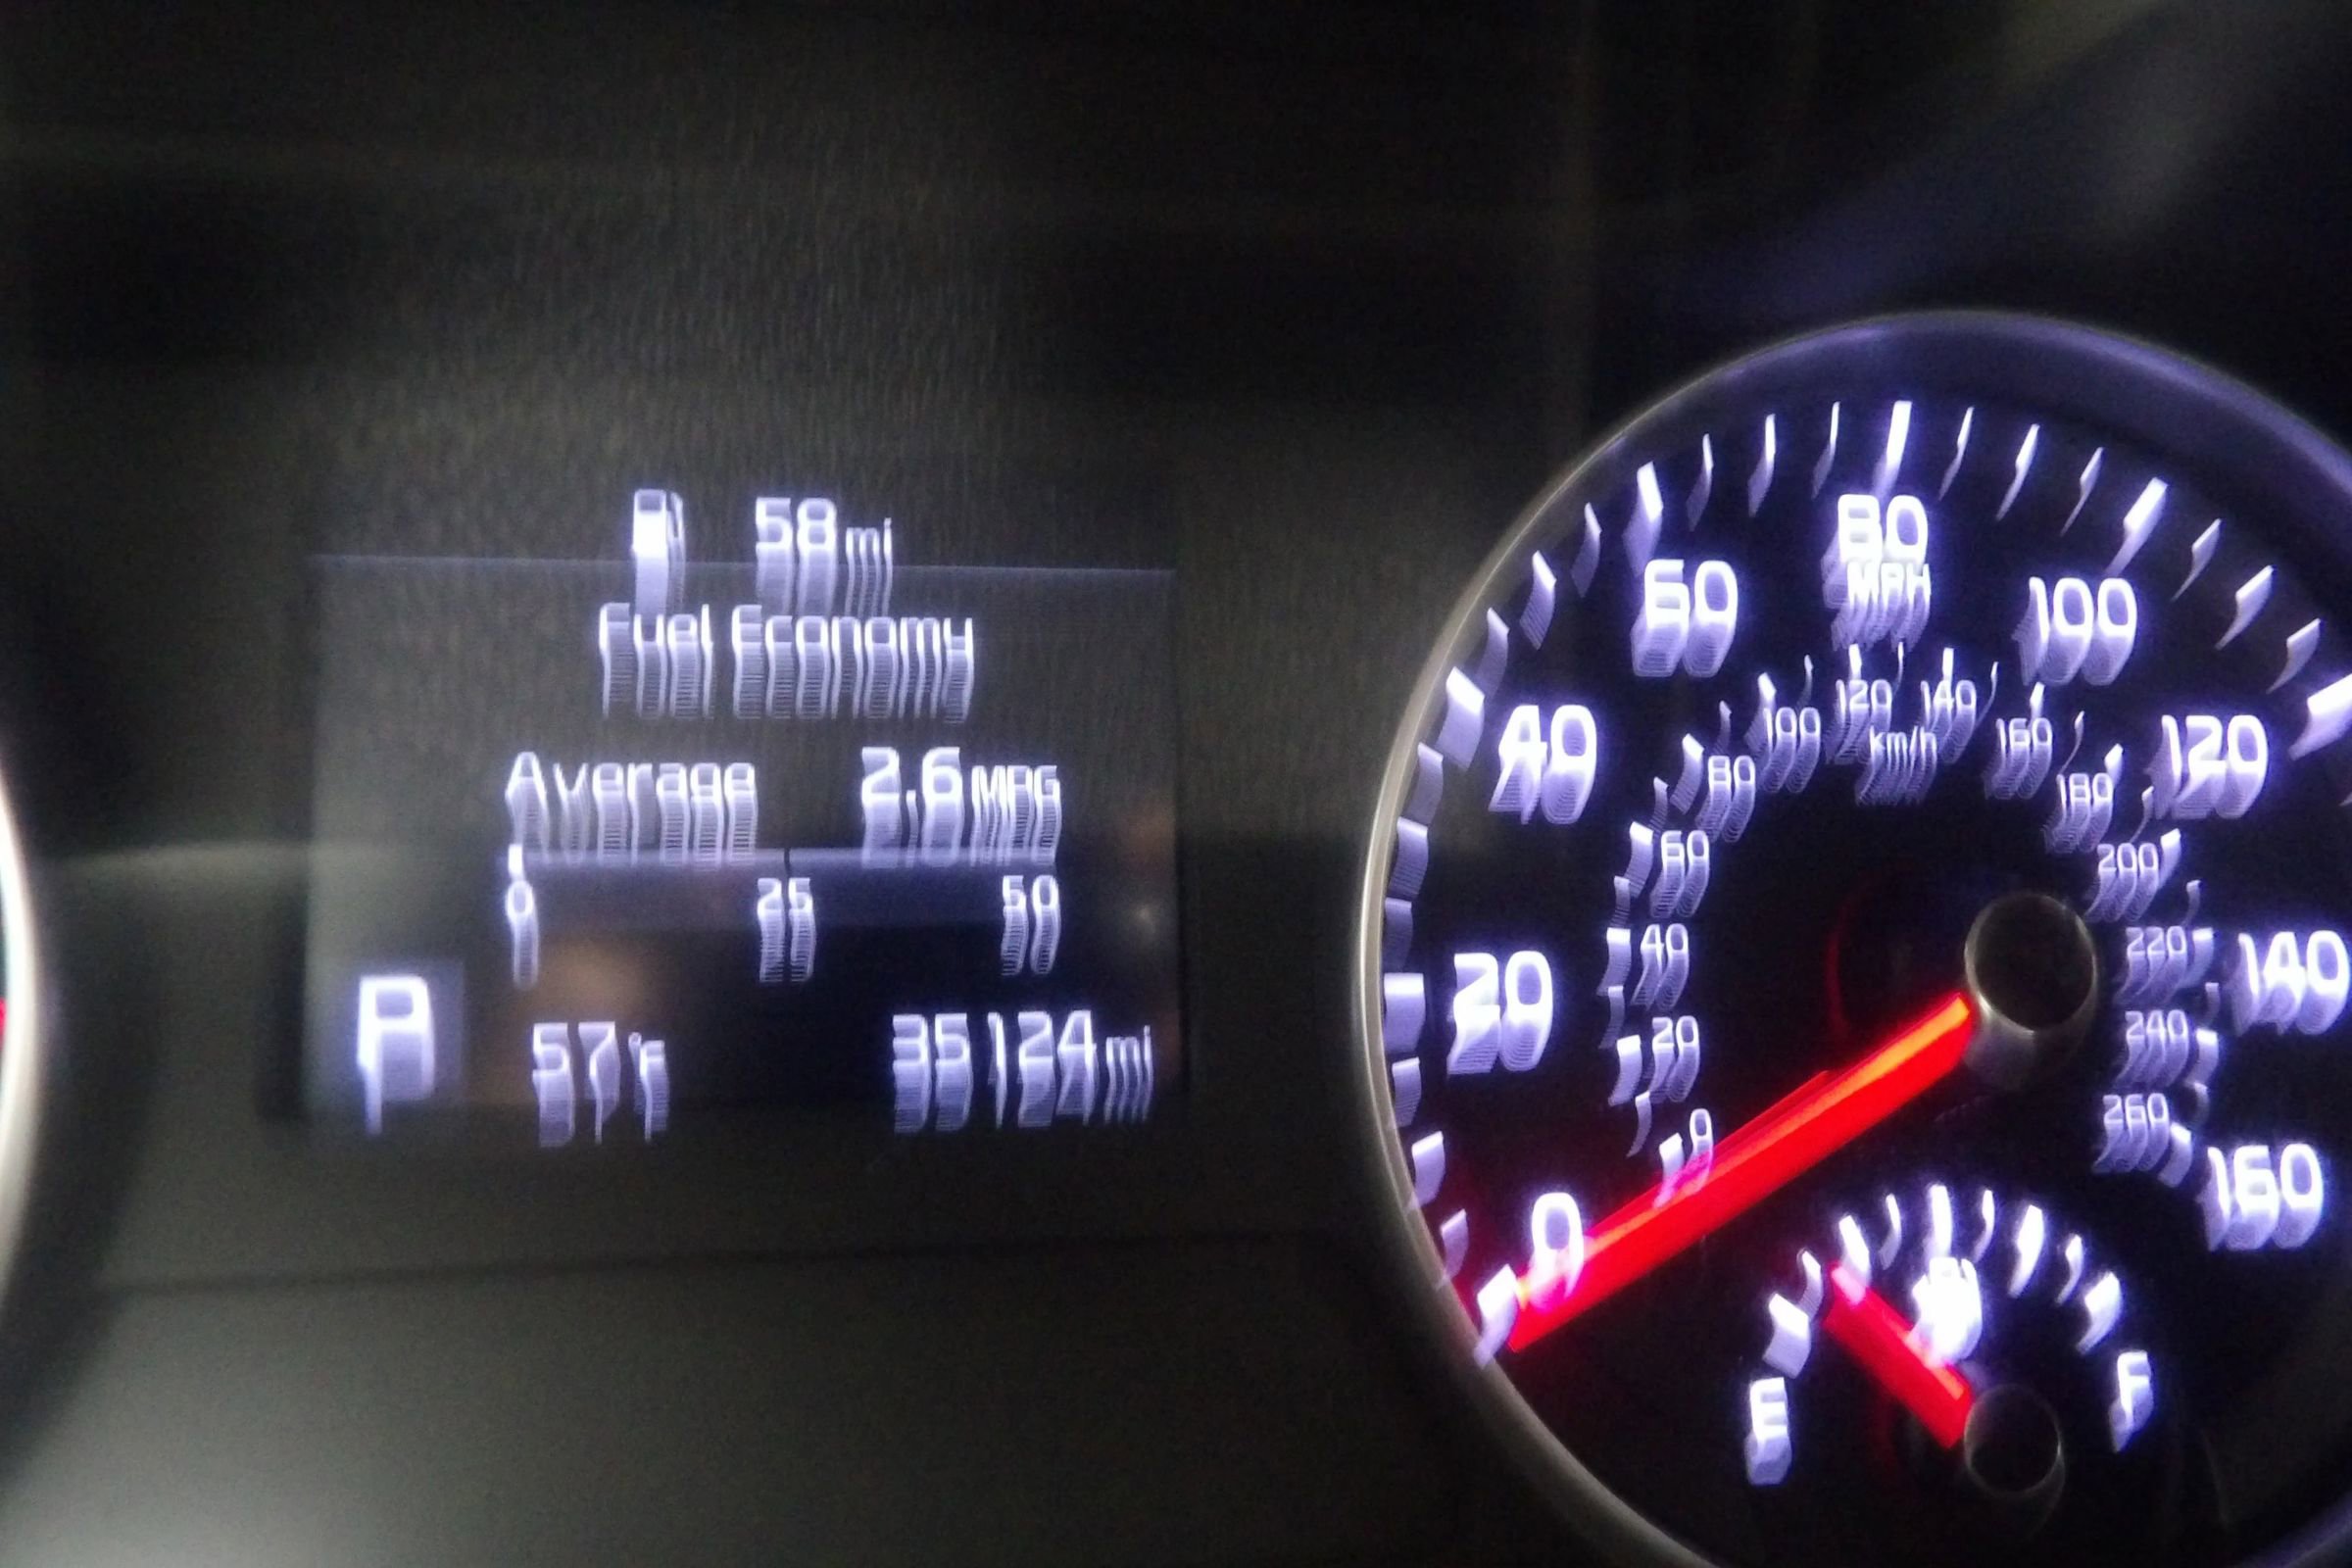 58 mi
Fuel Economy
Average 2.6 MPG
0 25 50
P 57°F 35124 mi
0 20 40 60 80 100 120 140 160
MPH
0 20 40 60 80 100 120 140 160 180 200 220 240 260
km/h
E F